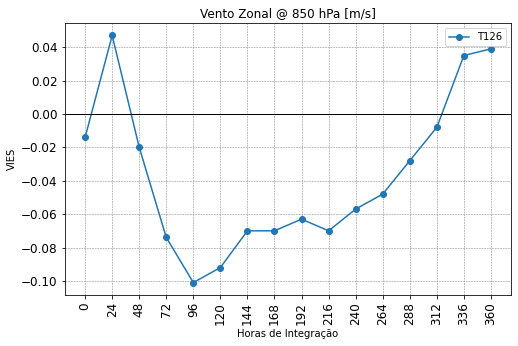 Vento Zonal @ 850 hPa [m/s]
T126
VIES
0.04
0.02
0.00
−0.02
−0.04
−0.06
−0.08
−0.10
0 24 48 72 96 120 144 168 192 216 240 264 288 312 336 360
Horas de Integração